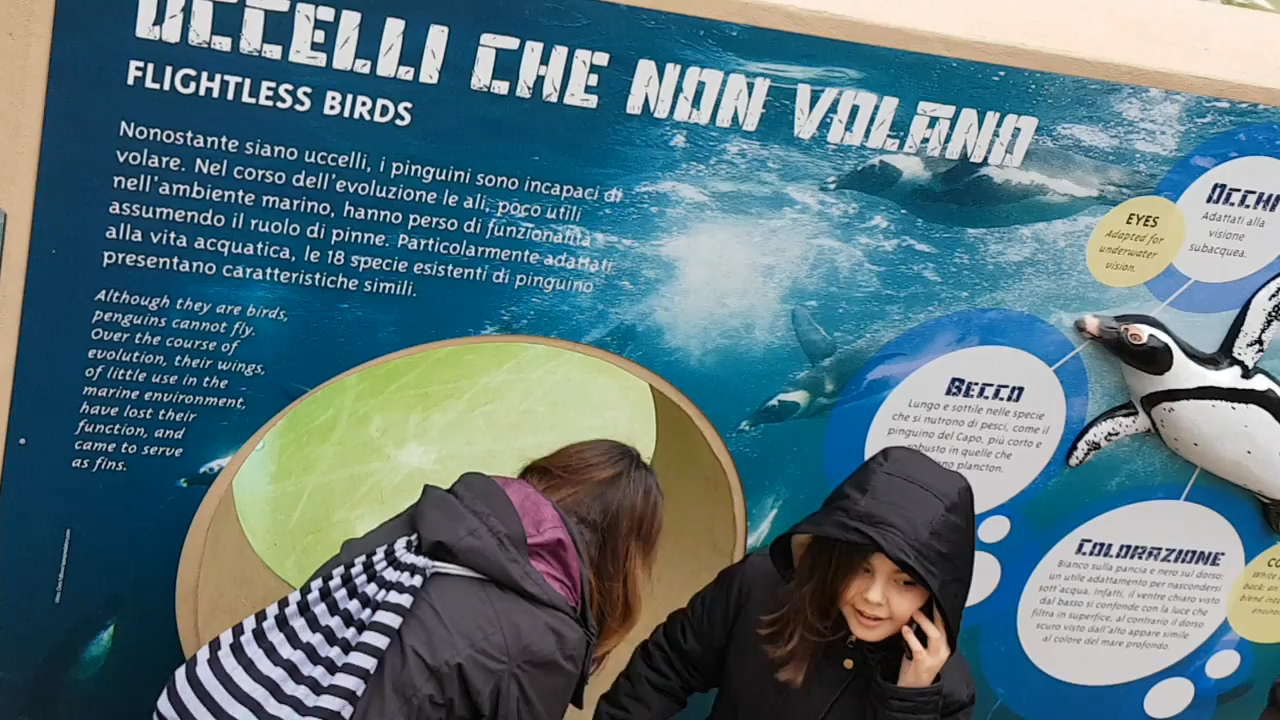 UCCELLI CHE NON VOLANO
FLIGHTLESS BIRDS
Nonostante siano uccelli, i pinguini sono incapaci di
volare. Nel corso dell'evoluzione le ali, poco utili
nell'ambiente marino, hanno perso di funzionalità
assumendo il ruolo di pinne. Particolarmente adattati
alla vita acquatica, le 18 specie esistenti di pinguino
presentano caratteristiche simili.
Although they are birds,
penguins cannot fly.
Over the course of
evolution, their wings,
of little use in the
marine environment,
have lost their
function, and
came to serve
as fins.
EYES
Adapted for
underwater
vision.
OCCHI
Adattati alla
visione
subacquea.
BECCO
Lungo e sottile nelle specie
che si nutrono di pesci, come il
pinguino del Capo, più corto e
robusto in quelle che
plancton.
COLORAZIONE
Bianco sulla pancia e nero sul dorso:
un utile adattamento per nascondersi
sott'acqua. Infatti, il ventre chiaro visto
dal basso si confonde con la luce che
filtra in superfice, al contrario il dorso
scuro visto dall'alto appare simile
al colore del mare profondo.